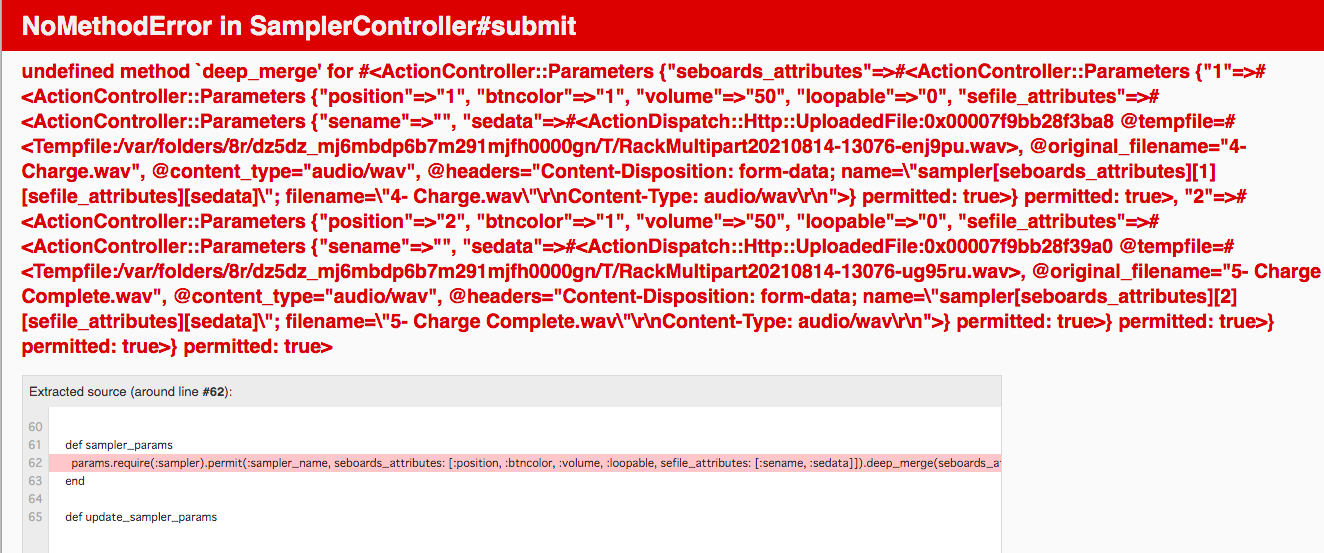 NoMethodError in SamplerController#submit
undefined method `deep_merge' for #<ActionController::Parameters {"seboards_attributes"=>#<ActionController::Parameters {"1"=>#
<ActionController::Parameters {"position"=>"1", "btncolor"=>"1", "volume"=>"50", "loopable"=>"0", "sefile_attributes"=>#
<ActionController::Parameters {"sename"=>"", "sedata"=>#<ActionDispatch::Http::UploadedFile:0x00007f9bb28f3ba8 @tempfile=#
<Tempfile:/var/folders/8r/dz5dz_mj6mbdp6b7m291mjfh0000gn/T/RackMultipart20210814-13076-enj9pu.wav>, @original_filename="4-
Charge.wav", @content_type="audio/wav", @headers="Content-Disposition: form-data; name=\"sampler[seboards_attributes][1]
[sefile_attributes][sedata]\"; filename=\"4- Charge.wav\"\r\nContent-Type: audio/wav\r\n">} permitted: true>} permitted: true>, "2"=>#
<ActionController::Parameters {"position"=>"2", "btncolor"=>"1", "volume"=>"50", "loopable"=>"0", "sefile_attributes"=>#
<ActionController::Parameters {"sename"=>"", "sedata"=>#<ActionDispatch::Http::UploadedFile:0x00007f9bb28f39a0 @tempfile=#
<Tempfile:/var/folders/8r/dz5dz_mj6mbdp6b7m291mjfh0000gn/T/RackMultipart20210814-13076-ug95ru.wav>, @original_filename="5- Charge
Complete.wav", @content_type="audio/wav", @headers="Content-Disposition: form-data; name=\"sampler[seboards_attributes][2]
[sefile_attributes][sedata]\"; filename=\"5- Charge Complete.wav\"\r\nContent-Type: audio/wav\r\n">} permitted: true>} permitted: true>}
permitted: true>} permitted: true>
Extracted source (around line #62):
60
61 def sampler_params
62 params.require(:sampler).permit(:sampler_name, seboards_attributes: [:position, :btncolor, :volume, :loopable, sefile_attributes: [:sename, :sedata]]).deep_merge(seboards_a
63 end
64
65 def update_sampler_params